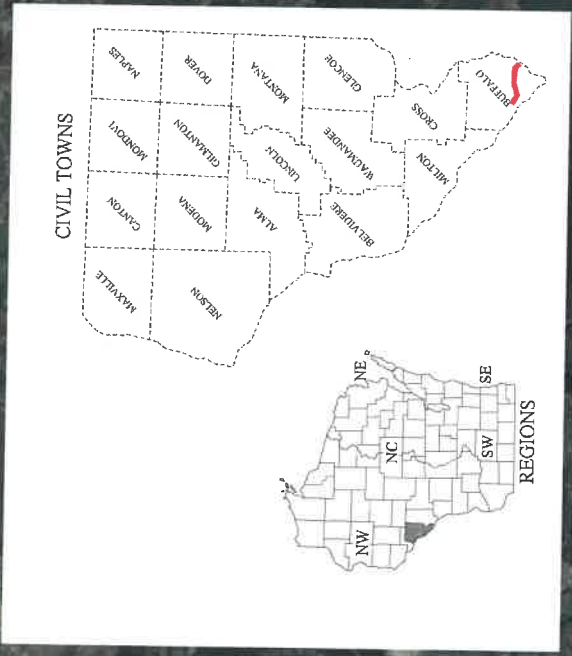 CIVIL TOWNS
MAXVILLE
CANTON
MONDOVI
NAPLES
NELSON
MODENA
GILMANTON
DOVER
ALMA
LINCOLN
MONTANA
BELVIDERE
WAUMANDEE
GLENCOE
MILTON
CROSS
BUFFALO
NW
NC
NE
SW
SE
REGIONS